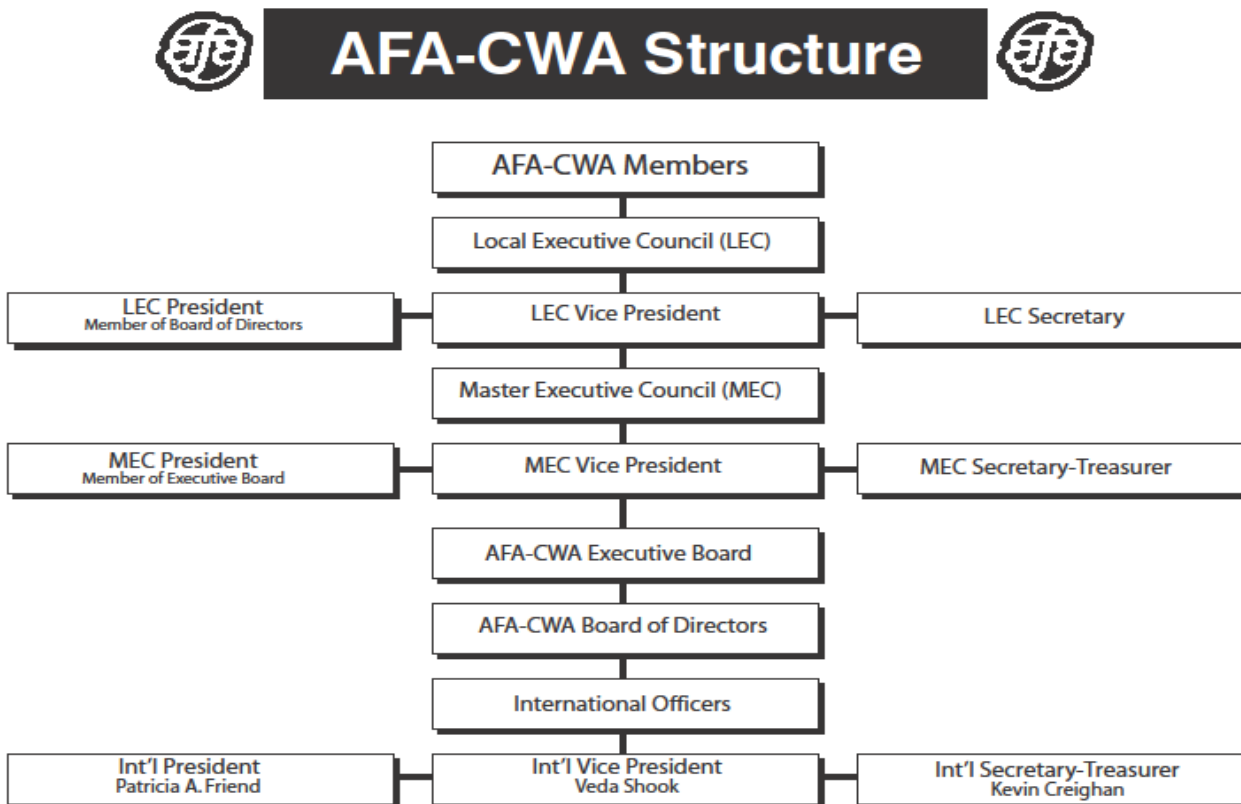 afa
AFA-CWA Structure
afa
AFA-CWA Members
Local Executive Council (LEC)
LEC President
Member of Board of Directors
LEC Vice President
LEC Secretary
Master Executive Council (MEC)
MEC President
Member of Executive Board
MEC Vice President
MEC Secretary-Treasurer
AFA-CWA Executive Board
AFA-CWA Board of Directors
International Officers
Int'l President
Patricia A. Friend
Int'l Vice President
Veda Shook
Int'l Secretary-Treasurer
Kevin Creighan